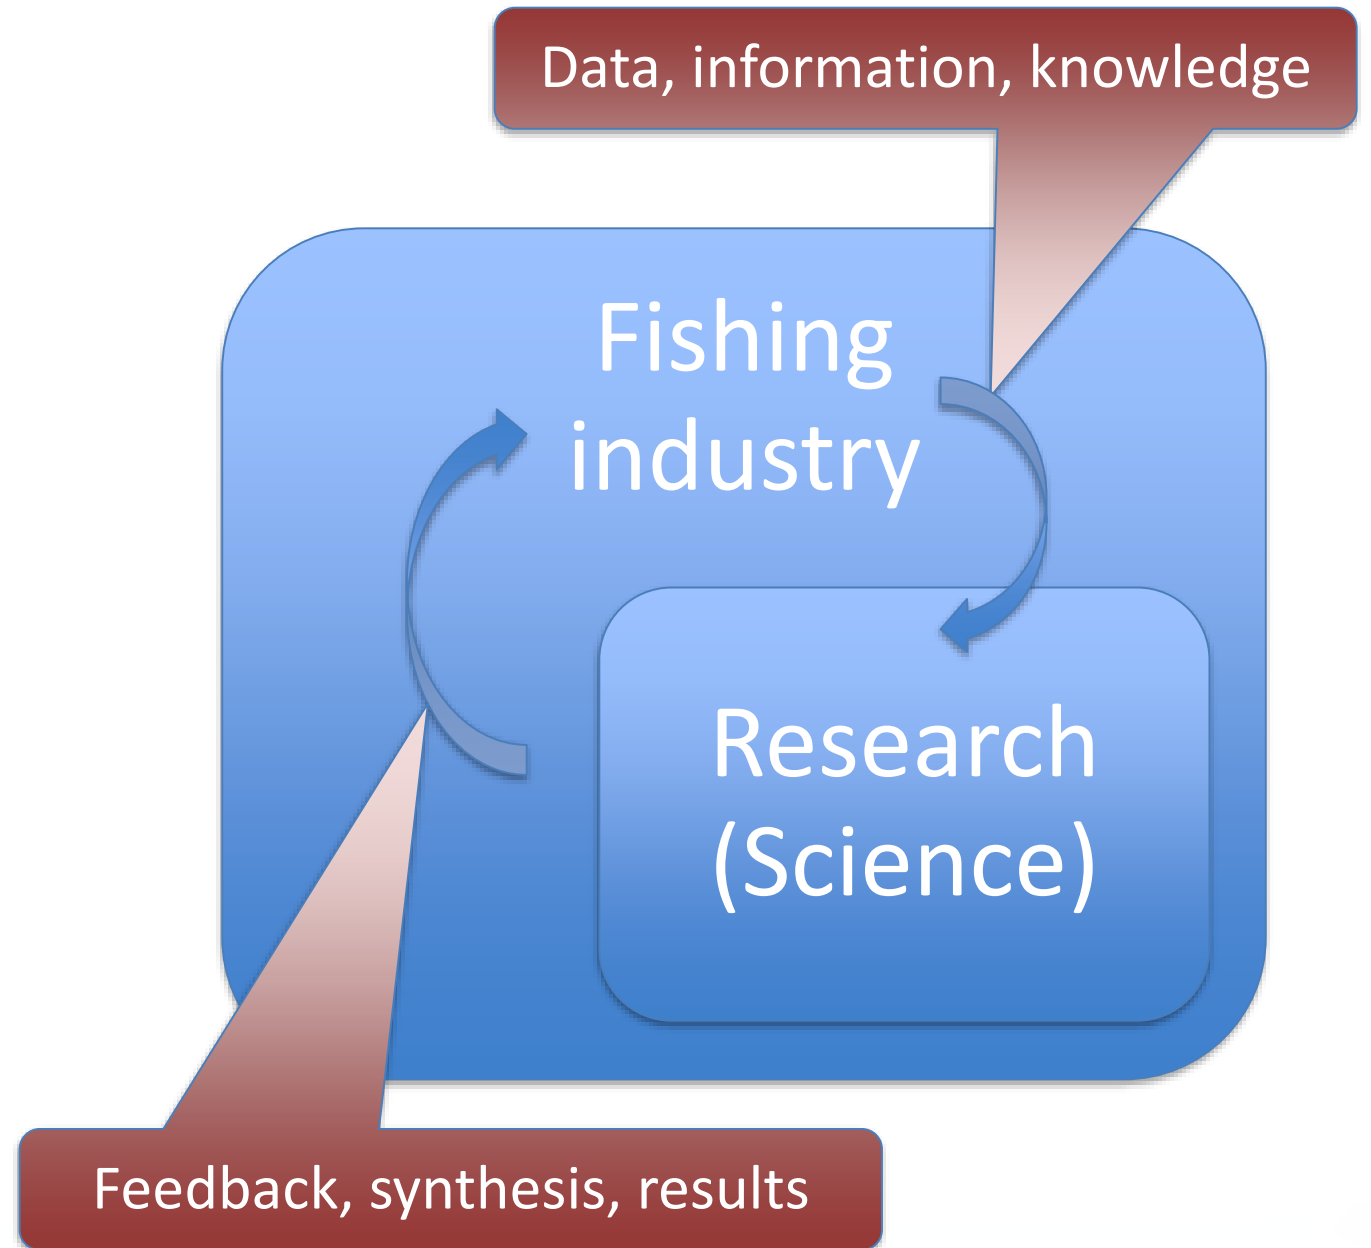 Data, information, knowledge
Fishing
industry
Research
(Science)
Feedback, synthesis, results